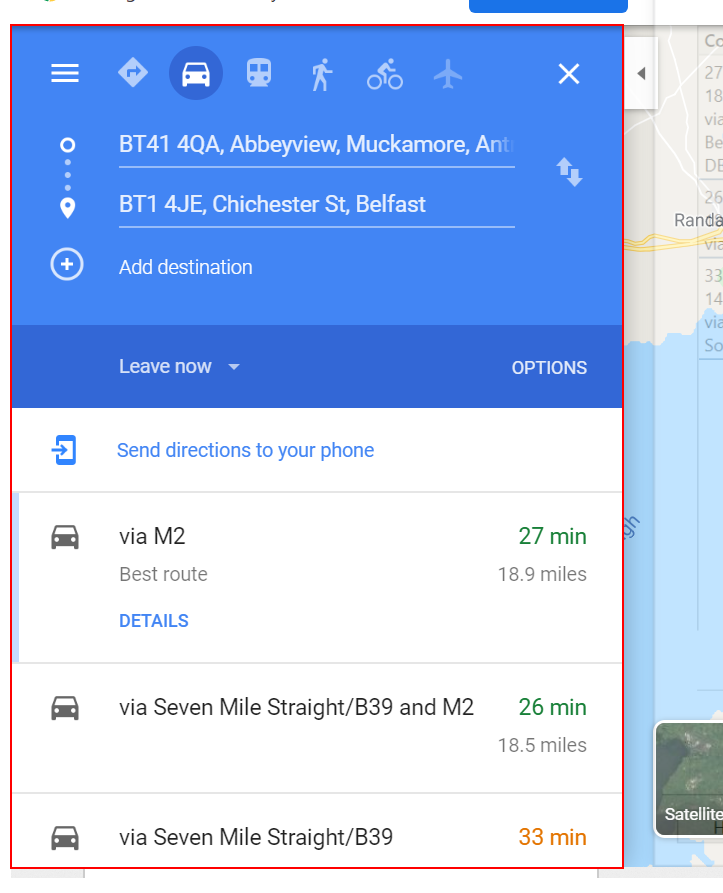 BT41 4QA, Abbeyview, Muckamore, Ant
BT1 4JE, Chichester St, Belfast
Add destination
Leave now
OPTIONS
Send directions to your phone
via M2
27 min
Best route
18.9 miles
DETAILS
via Seven Mile Straight/B39 and M2
26 min
18.5 miles
via Seven Mile Straight/B39
33 min
Co
27
18
via
Be
DE
26
Randa
via
33
14
via
So
gh
Satellite